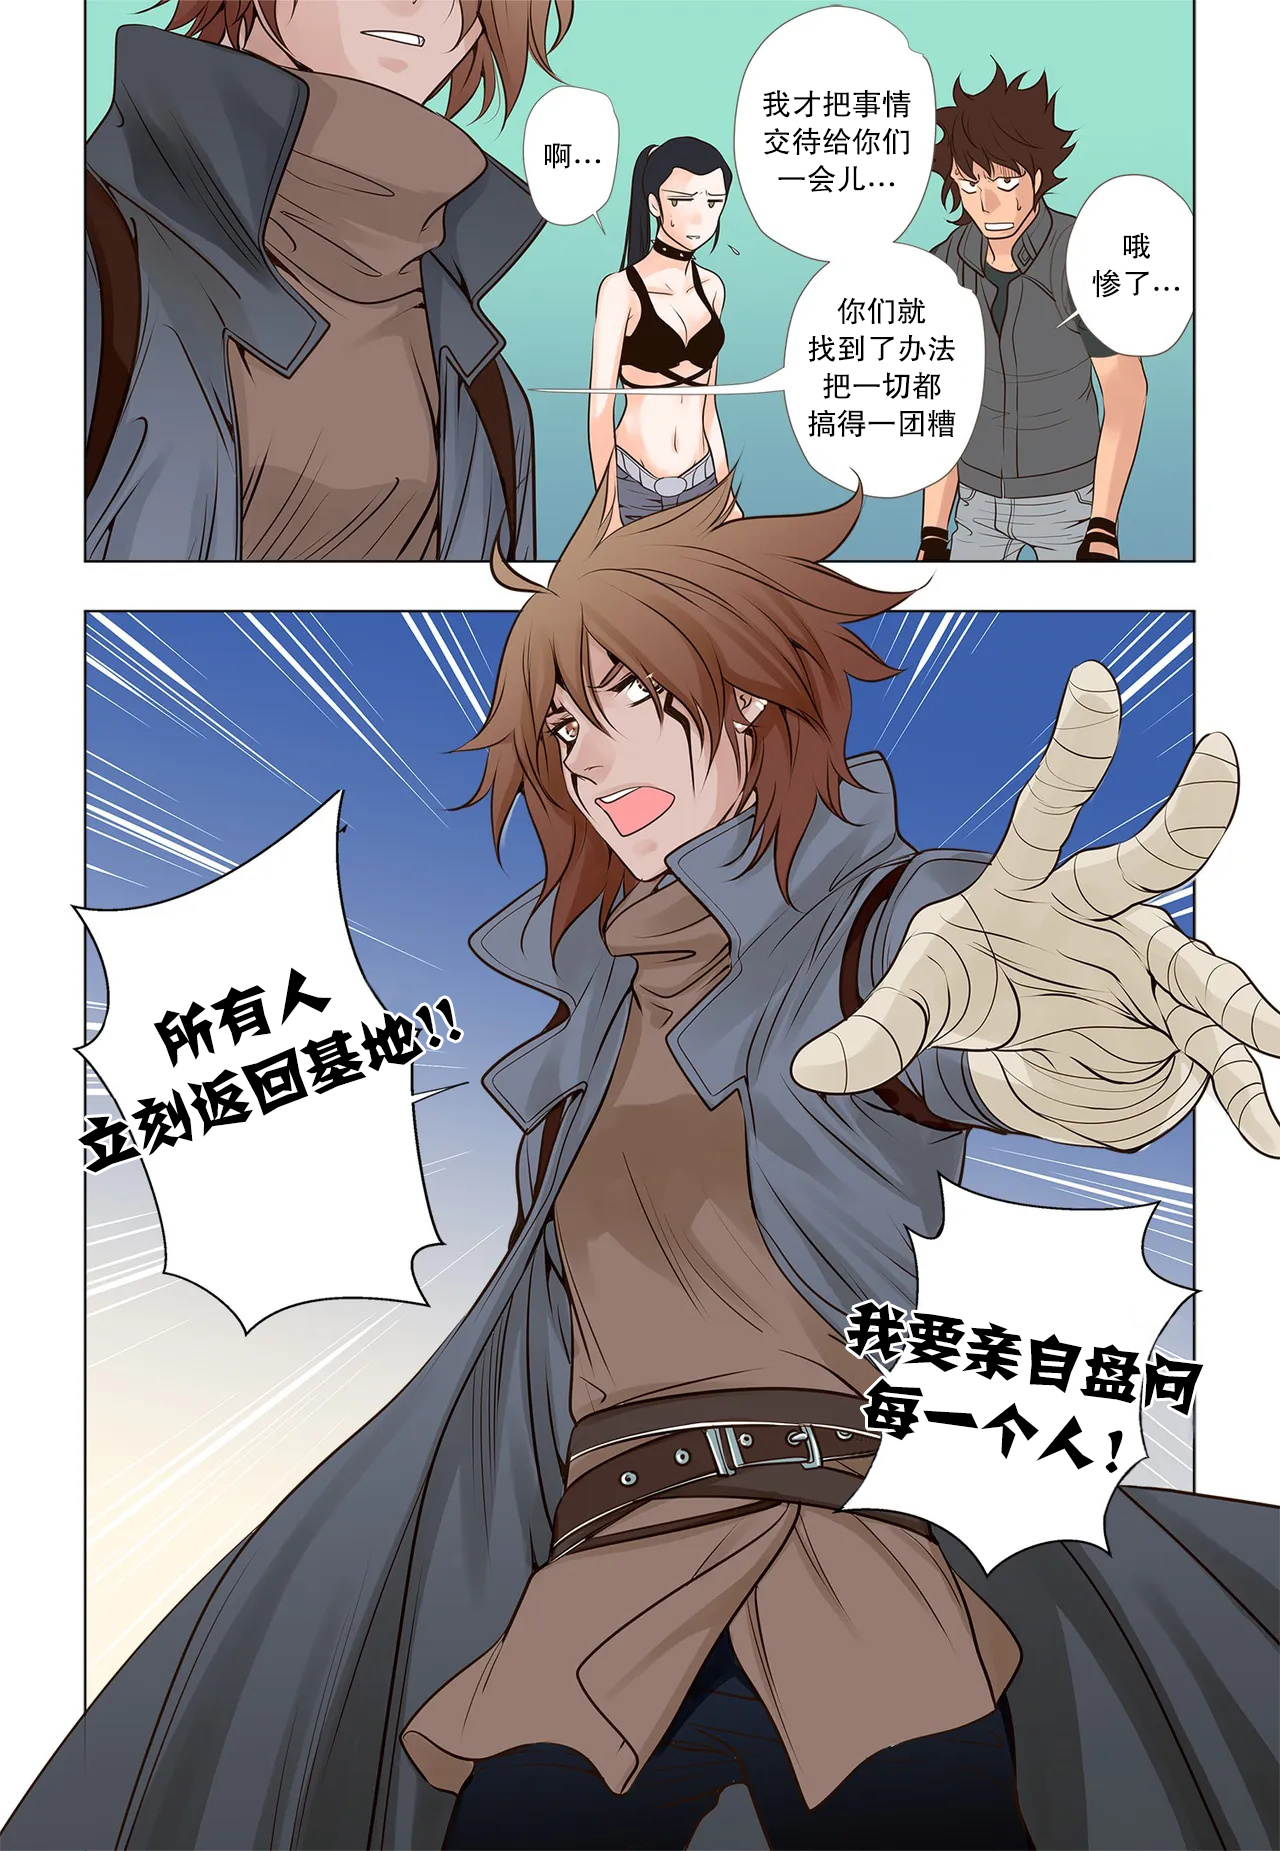 啊…
我才把事情
交待给你们
一会儿…
你们就
找到了办法
把一切都
搞得一团糟
哦
惨了…
所有人
立刻返回基地!!
我要亲自盘问
每一个人!